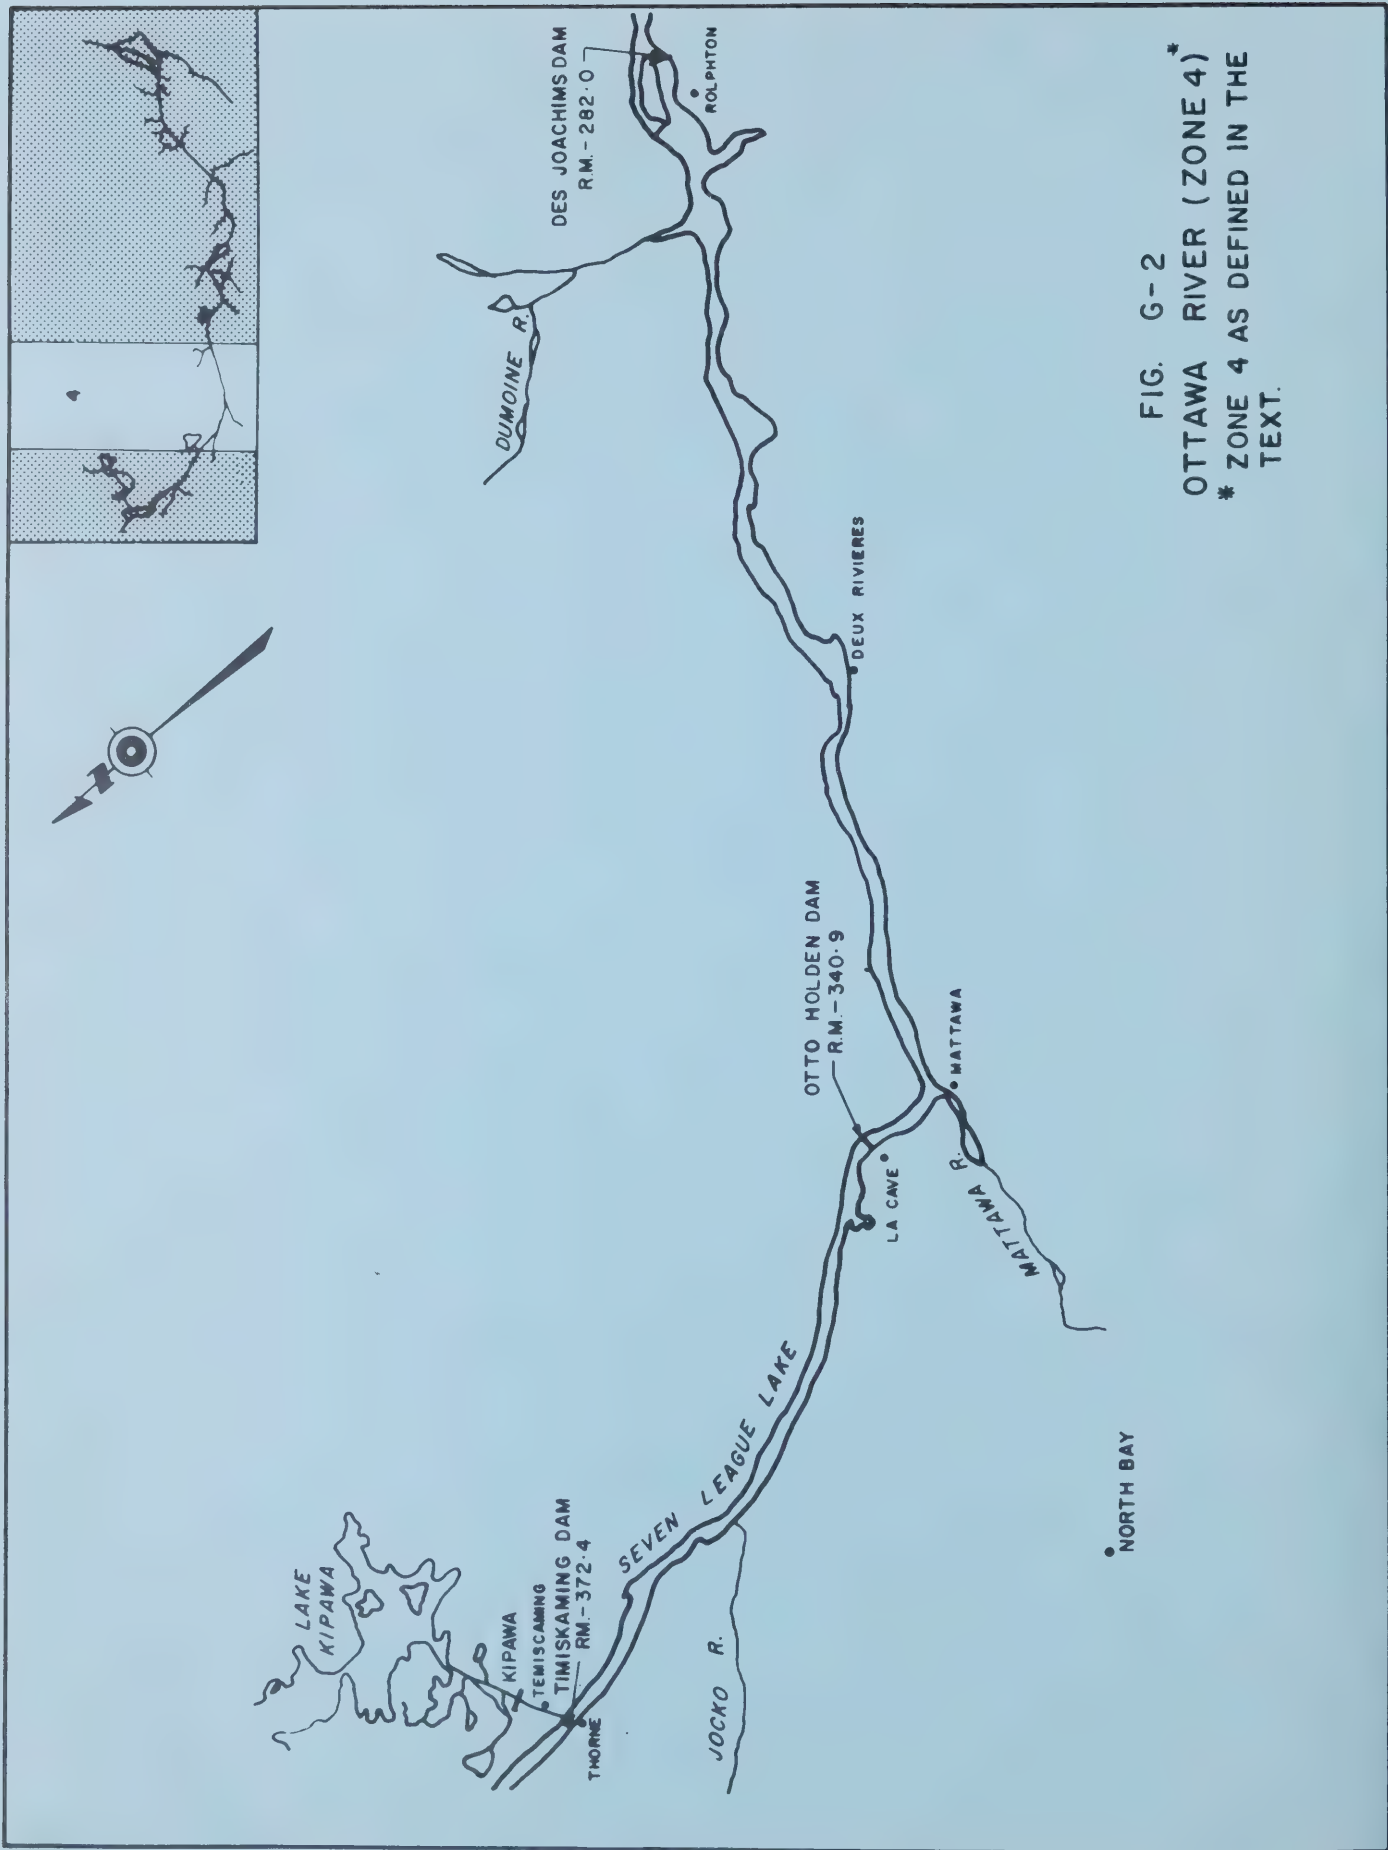 LAKE
KIPAWA
KIPAWA
TEMISCAMING
TIMISKAMING DAM
RM.-372·4
THORNE
SEVEN LEAGUE LAKE
JOCKO R.
NORTH BAY
LA CAVE
MATTAWA R.
MATTAWA
OTTO HOLDEN DAM
R.M.-340·9
N
DEUX RIVIERES
DUMOINE R.
DES JOACHIMS DAM
R.M.-282·0
ROLPHTON
4
FIG. G-2
OTTAWA RIVER (ZONE 4)*
* ZONE 4 AS DEFINED IN THE
TEXT.